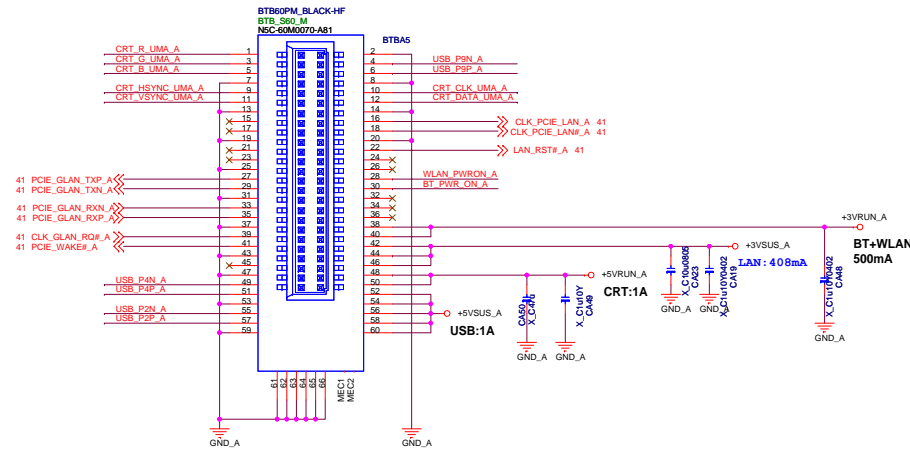 BTB60PM_BLACK-HF
BTB_S60_M
N5C-60M0070-A81
BTBA5
CRT_R_UMA_A 1 2
CRT_G_UMA_A 3 4 USB_P9N_A
CRT_B_UMA_A 5 6 USB_P9P_A
7 8
CRT_HSYNC_UMA_A 9 10 CRT_CLK_UMA_A
CRT_VSYNC_UMA_A 11 12 CRT_DATA_UMA_A
13 14
15 16 CLK_PCIE_LAN_A 41
17 18 CLK_PCIE_LAN#_A 41
19 20
21 22 LAN_RST#_A 41
23 24
25 26
41 PCIE_GLAN_TXP_A 27 28 WLAN_PWRON_A
41 PCIE_GLAN_TXN_A 29 30 BT_PWR_ON_A
31 32
41 PCIE_GLAN_RXN_A 33 34
41 PCIE_GLAN_RXP_A 35 36
37 38 +3VRUN_A
41 CLK_GLAN_RQ#_A 39 40
41 PCIE_WAKE#_A 41 42 +3VSUS_A
43 44
45 46
47 48 +5VRUN_A
USB_P4N_A 49 50
USB_P4P_A 51 52
53 54
USB_P2N_A 55 56 +5VSUS_A
USB_P2P_A 57 58
59 60
BT+WLAN
500mA
LAN:408mA
CRT:1A
USB:1A
CA50
X_C47u
X_C1u10Y
CA49
X_C10u0805
CA23
X_C1u10Y0402
CA19
X_C1u10Y0402
CA48
GND_A
GND_A
GND_A
GND_A
GND_A
61
62
63
64
65
66
MEC1
MEC2
GND_A
GND_A